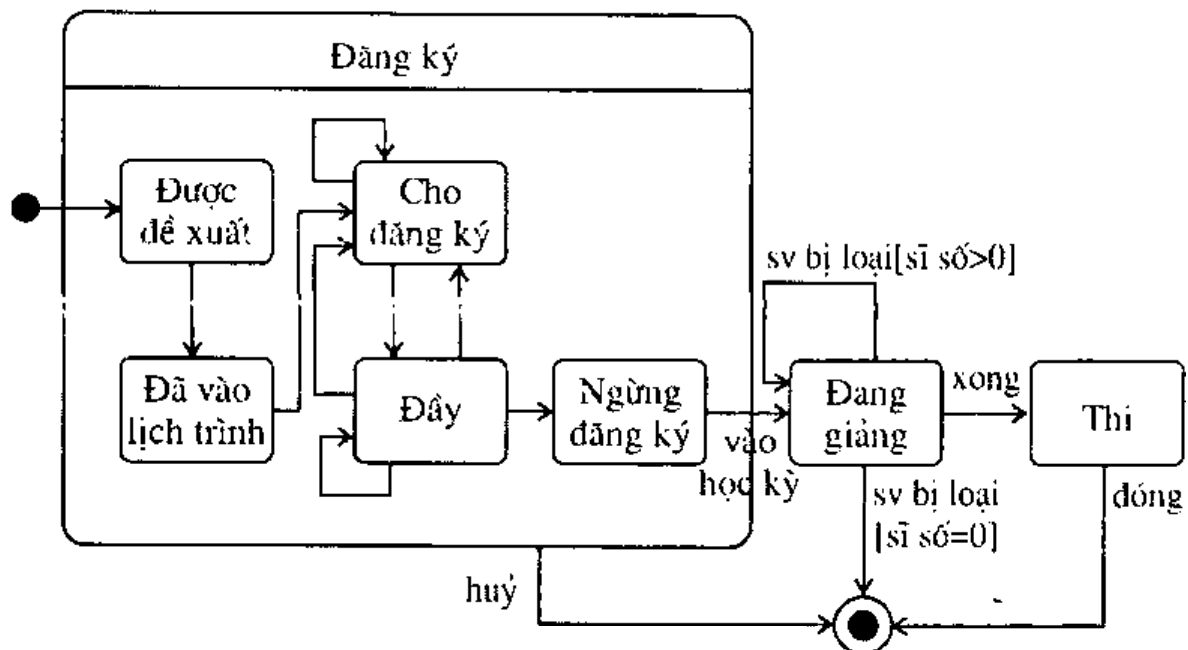 Đăng ký
Được
đề xuất
Cho
đăng ký
Đã vào
lịch trình
Đầy
Ngừng
đăng ký
vào
học kỳ
sv bị loại[sĩ số>0]
Đang
giảng
xong
Thi
sv bị loại
[sĩ số=0]
đóng
huỷ